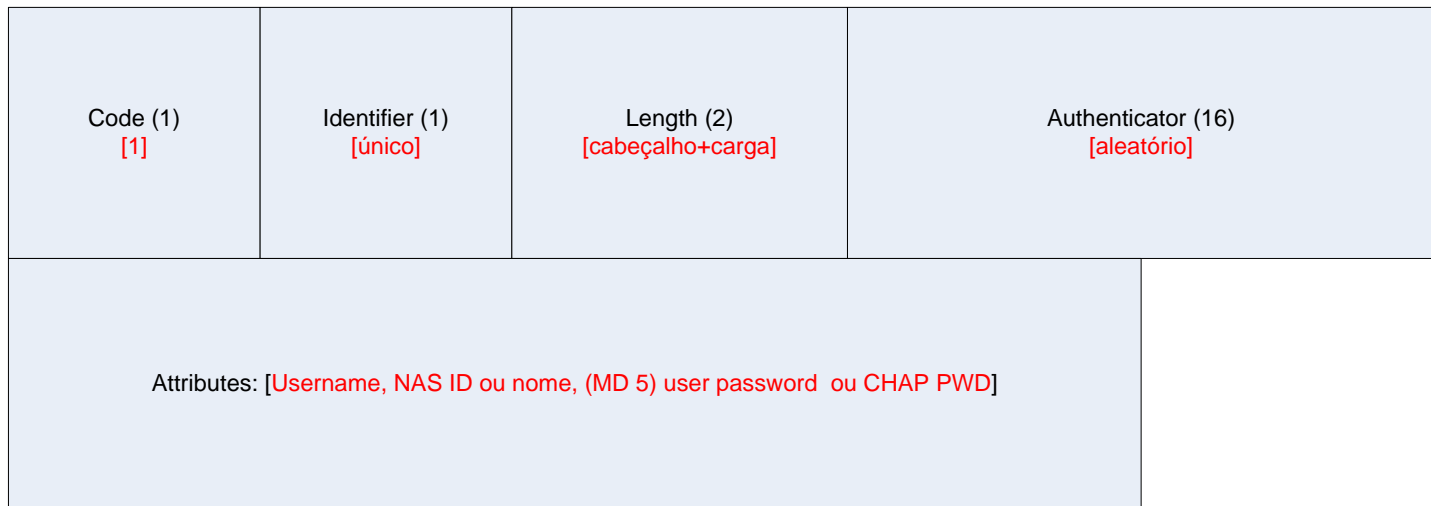 Code (1)
[1]
Identifier (1)
[único]
Length (2)
[cabeçalho+carga]
Authenticator (16)
[aleatório]
Attributes: [Username, NAS ID ou nome, (MD 5) user password  ou CHAP PWD]